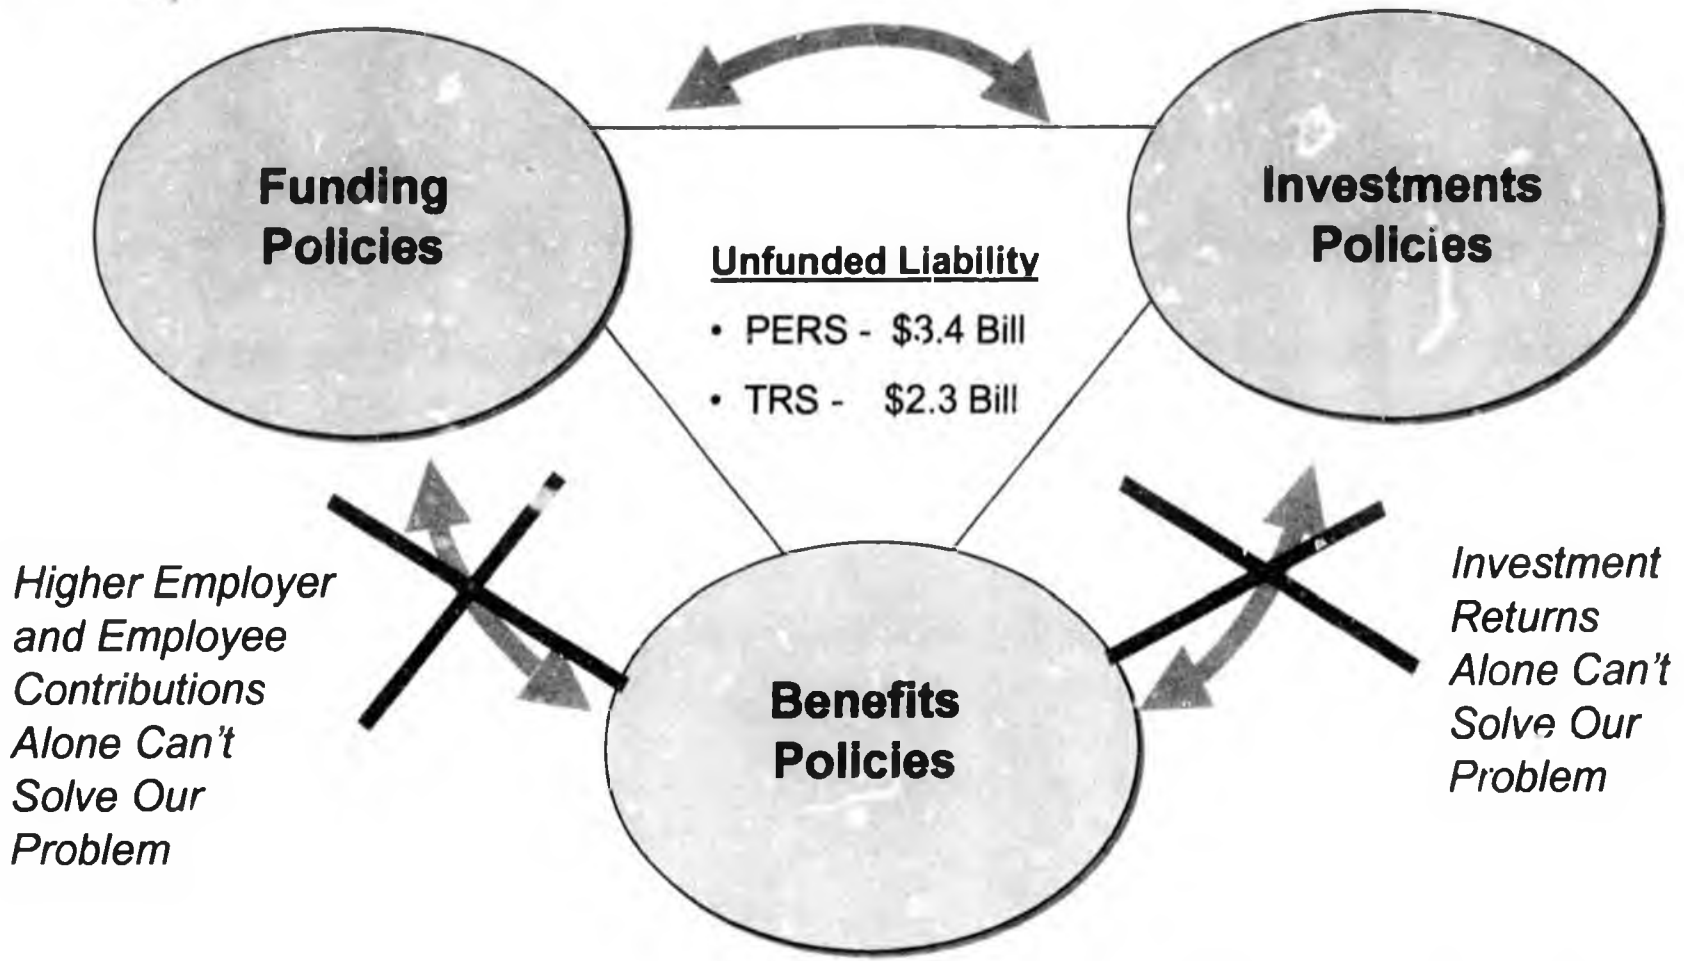 Funding
Policies
Investments
Policies
Unfunded Liability
• PERS - $3.4 Bill
• TRS - $2.3 Bill
Higher Employer
and Employee
Contributions
Alone Can't
Solve Our
Problem
Investment
Returns
Alone Can't
Solve Our
Problem
Benefits
Policies